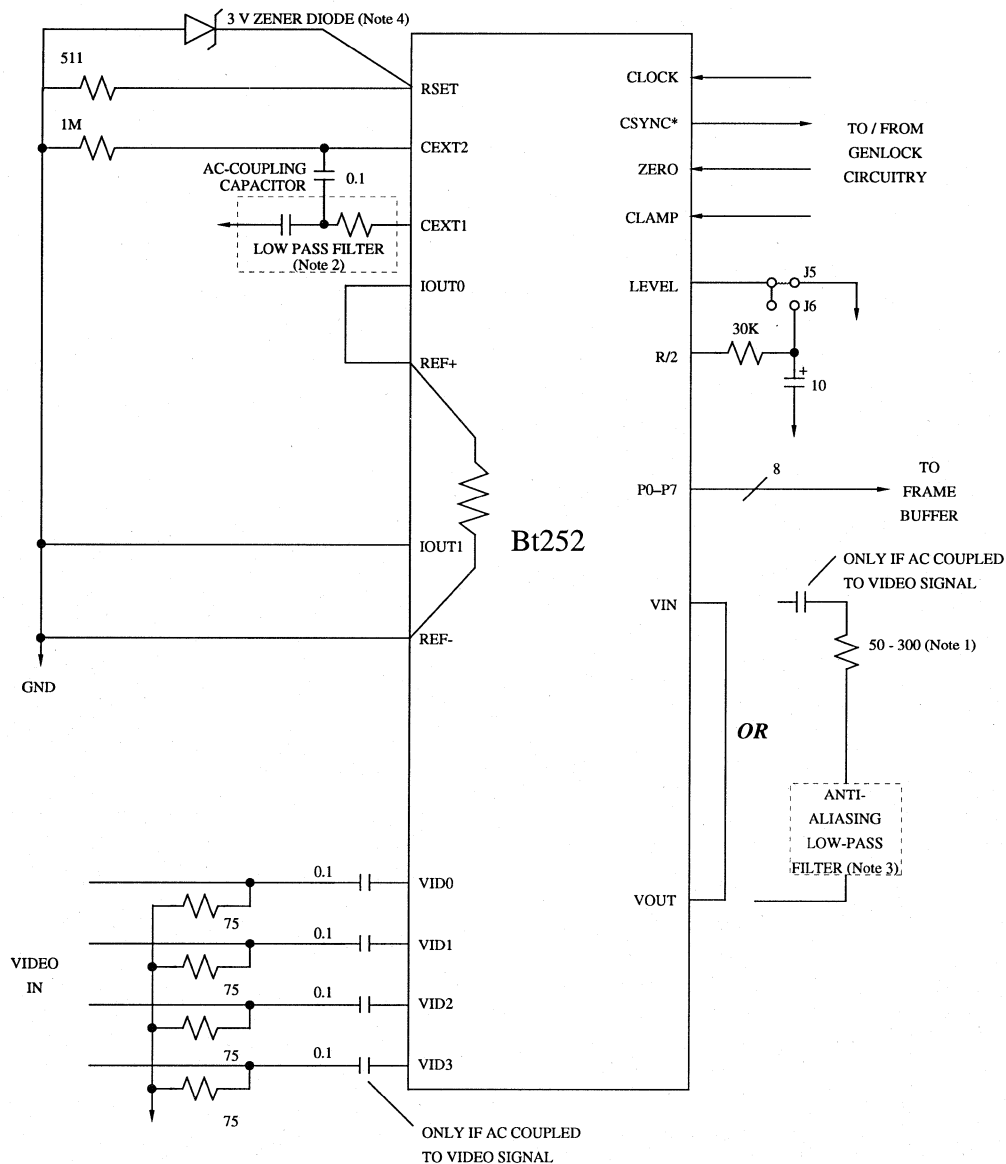 3 V ZENER DIODE (Note 4)
511
RSET
1M
CEXT2
AC-COUPLING
CAPACITOR
0.1
CEXT1
LOW PASS FILTER
(Note 2)
IOUT0
REF+
IOUT1
REF-
GND
Bt252
CLOCK
CSYNC*
ZERO
CLAMP
TO / FROM
GENLOCK
CIRCUITRY
LEVEL
J5
J6
30K
R/2
+
10
P0–P7
8
TO
FRAME
BUFFER
ONLY IF AC COUPLED
TO VIDEO SIGNAL
VIN
50 - 300 (Note 1)
OR
ANTI-
ALIASING
LOW-PASS
FILTER (Note 3)
VOUT
VIDEO
IN
0.1
VID0
75
0.1
VID1
75
0.1
VID2
75
0.1
VID3
75
ONLY IF AC COUPLED
TO VIDEO SIGNAL